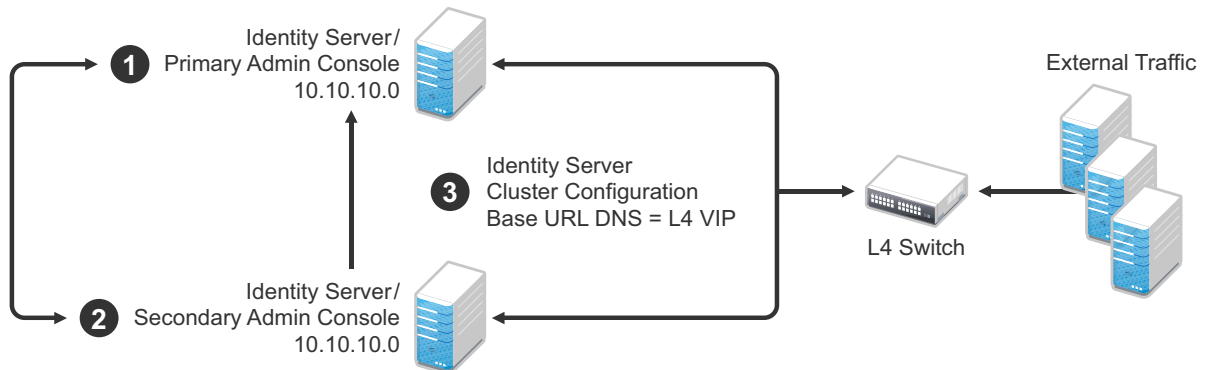 1
Identity Server/
Primary Admin Console
10.10.10.0
External Traffic
3
Identity Server
Cluster Configuration
Base URL DNS = L4 VIP
L4 Switch
2
Identity Server/
Secondary Admin Console
10.10.10.0